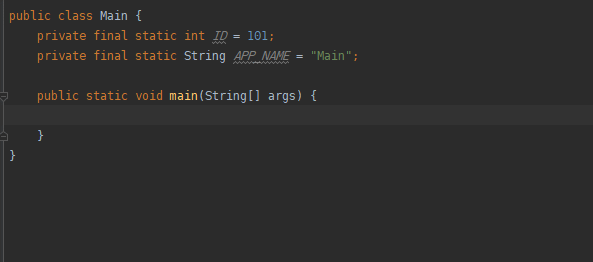 public class Main {
    private final static int ID = 101;
    private final static String APP_NAME = "Main";

    public static void main(String[] args) {

    }
}